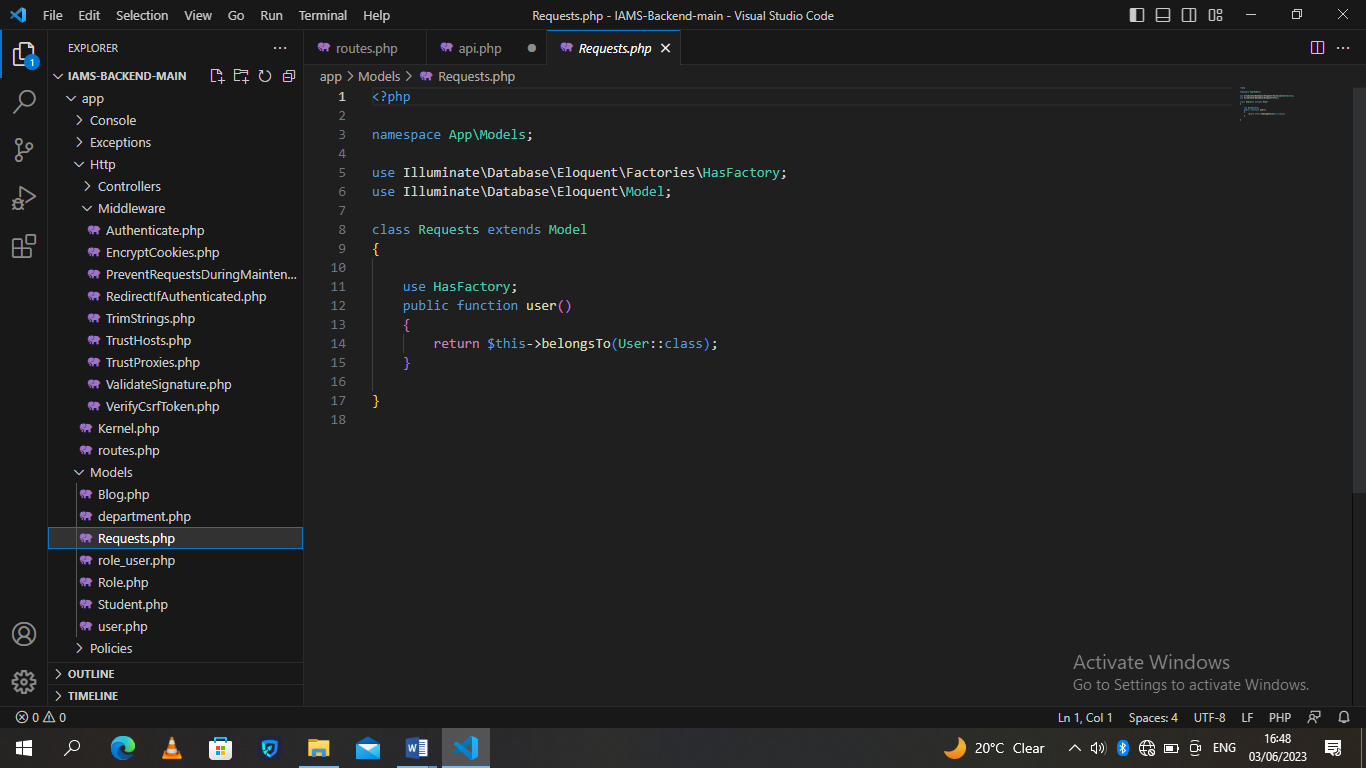 File Edit Selection View Go Run Terminal Help
Requests.php - IAMS-Backend-main - Visual Studio Code
EXPLORER
IAMS-BACKEND-MAIN
app
Console
Exceptions
Http
Controllers
Middleware
Authenticate.php
EncryptCookies.php
PreventRequestsDuringMainten...
RedirectIfAuthenticated.php
TrimStrings.php
TrustHosts.php
TrustProxies.php
ValidateSignature.php
VerifyCsrfToken.php
Kernel.php
routes.php
Models
Blog.php
department.php
Requests.php
role_user.php
Role.php
Student.php
user.php
Policies
OUTLINE
TIMELINE
1
routes.php api.php Requests.php
app > Models > Requests.php
1 <?php
2
3 namespace App\Models;
4
5 use Illuminate\Database\Eloquent\Factories\HasFactory;
6 use Illuminate\Database\Eloquent\Model;
7
8 class Requests extends Model
9 {
10
11 use HasFactory;
12 public function user()
13 {
14 return $this->belongsTo(User::class);
15 }
16
17 }
18
Activate Windows
Go to Settings to activate Windows.
0 0
Ln 1, Col 1 Spaces: 4 UTF-8 LF PHP
20°C Clear
ENG
16:48
03/06/2023